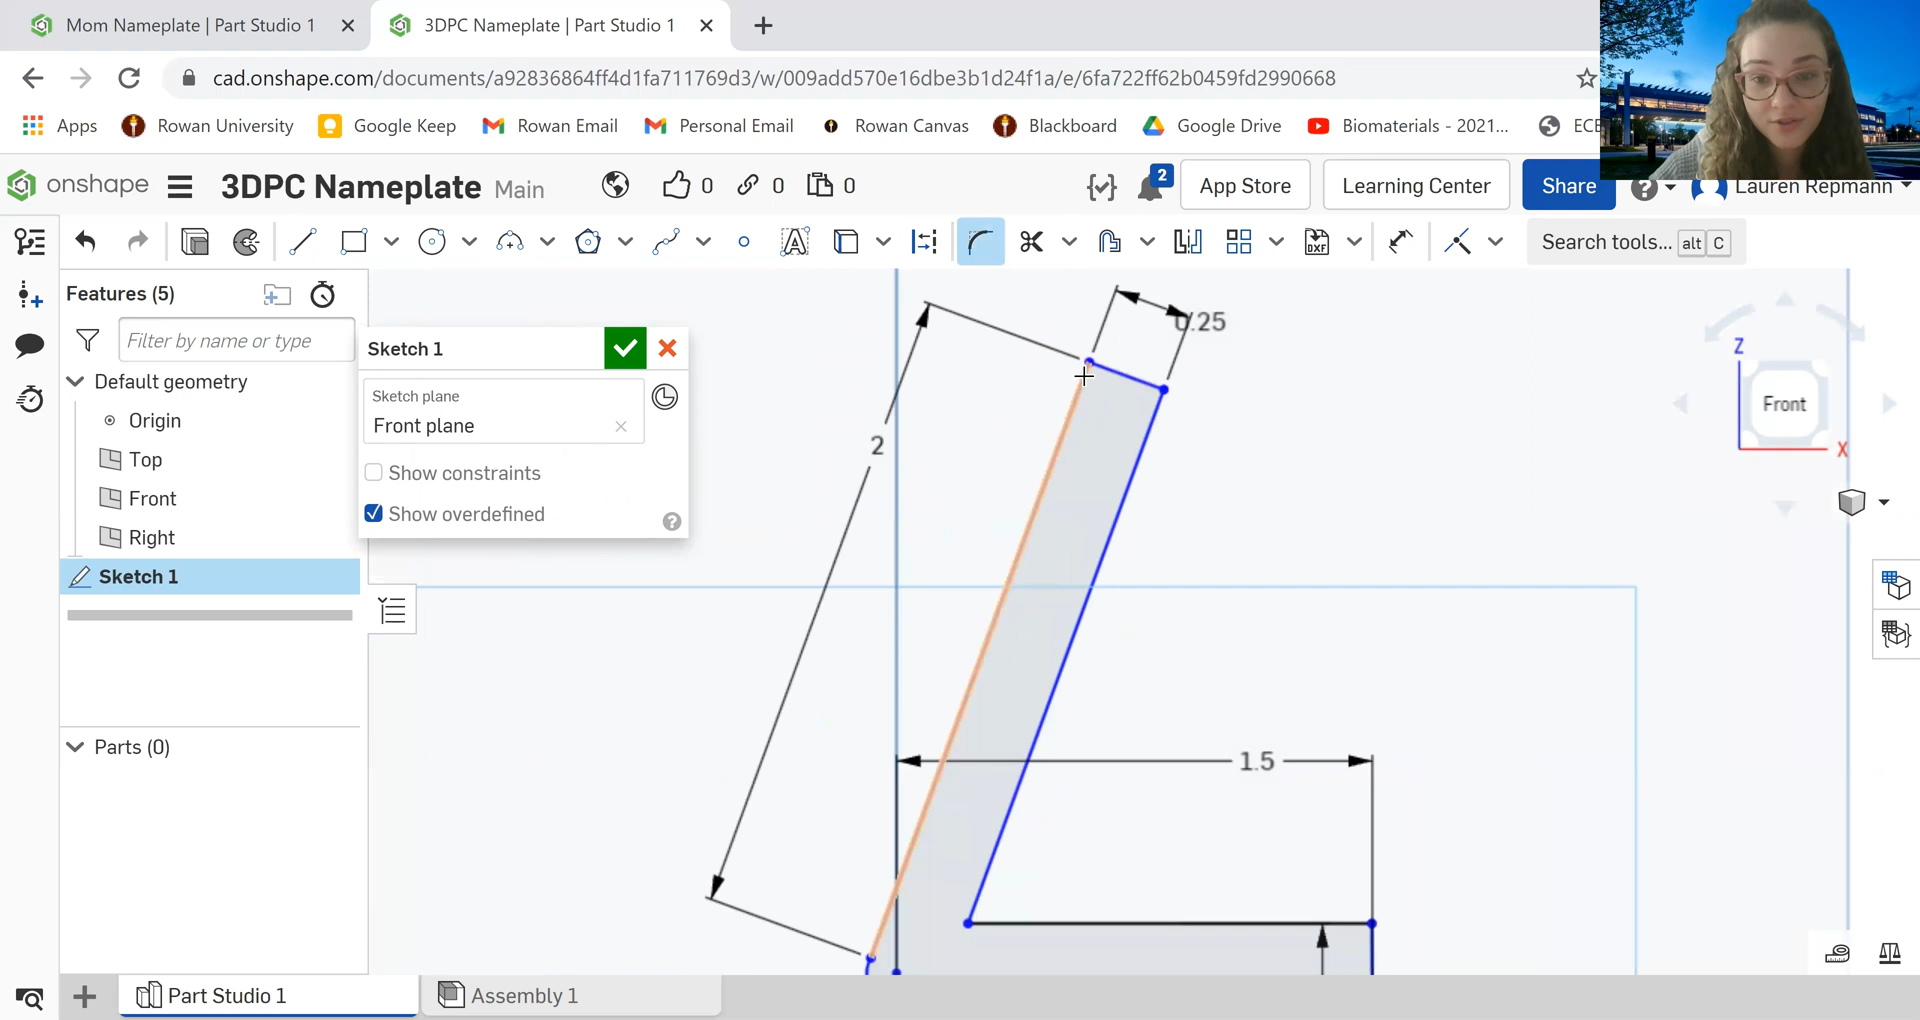 Mom Nameplate | Part Studio 1
3DPC Nameplate | Part Studio 1
cad.onshape.com/documents/a92836864ff4d1fa711769d3/w/009add570e16dbe3b1d24f1a/e/6fa722ff62b0459fd2990668
Apps
Rowan University
Google Keep
Rowan Email
Personal Email
Rowan Canvas
Blackboard
Google Drive
Biomaterials - 2021...
onshape
3DPC Nameplate Main
0
0
0
2
App Store
Learning Center
Share
Lauren Repmann
Search tools... alt C
DXF
Features (5)
Filter by name or type
Default geometry
Origin
Top
Front
Right
Sketch 1
Parts (0)
Sketch 1
Sketch plane
Front plane
Show constraints
Show overdefined
0.25
2
1.5
Z
Front
X
Part Studio 1
Assembly 1